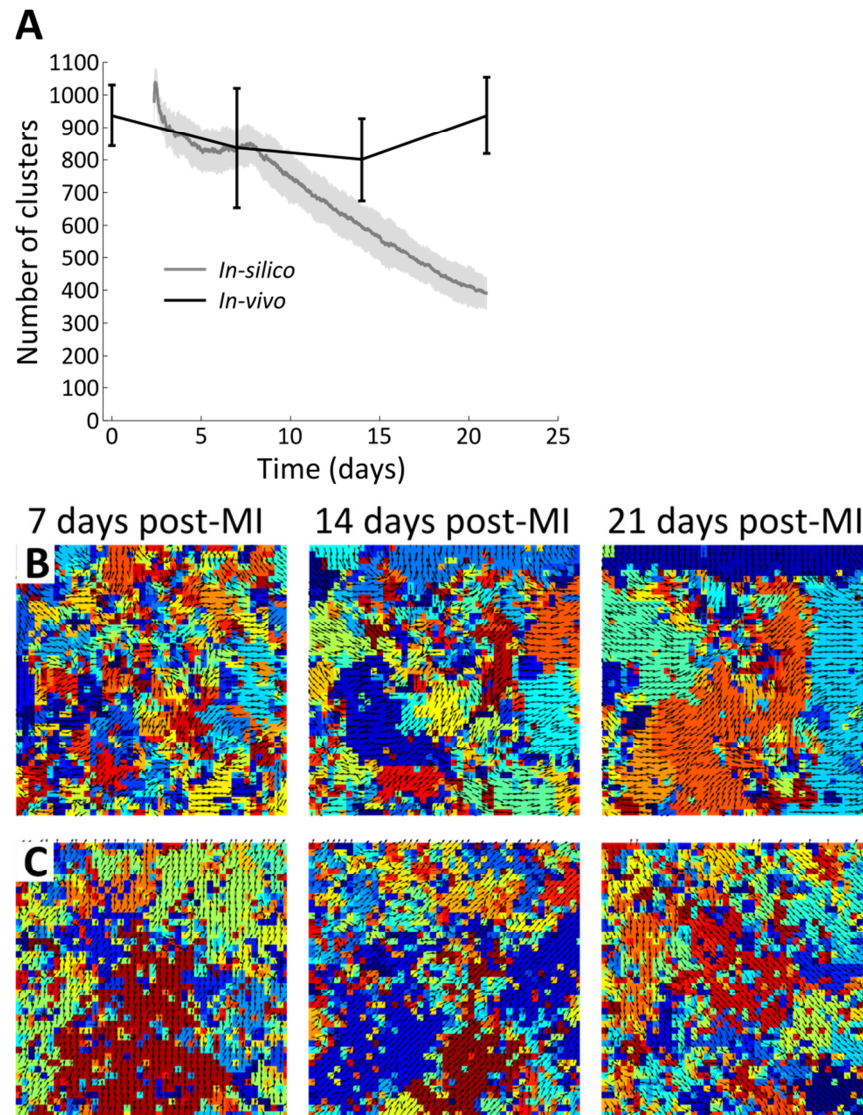 A
1100
1000
900
800
700
600
500
400
300
200
100
0
Number of clusters
In-silico
In-vivo
0 5 10 15 20 25
Time (days)
7 days post-MI 14 days post-MI 21 days post-MI
B
C